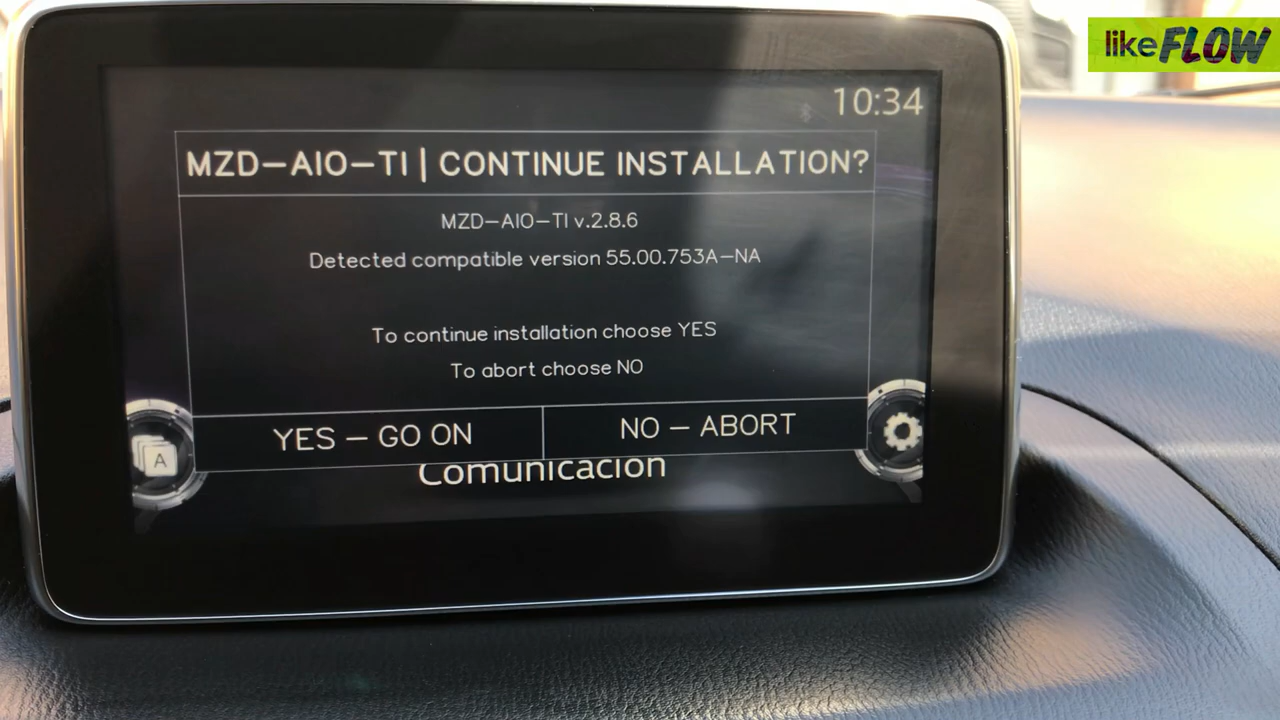 likeFLOW
10:34
MZD-AIO-TI | CONTINUE INSTALLATION?
MZD-AIO-TI v.2.8.6
Detected compatible version 55.00.753A-NA
To continue installation choose YES
To abort choose NO
YES - GO ON
NO - ABORT
A
Comunicación